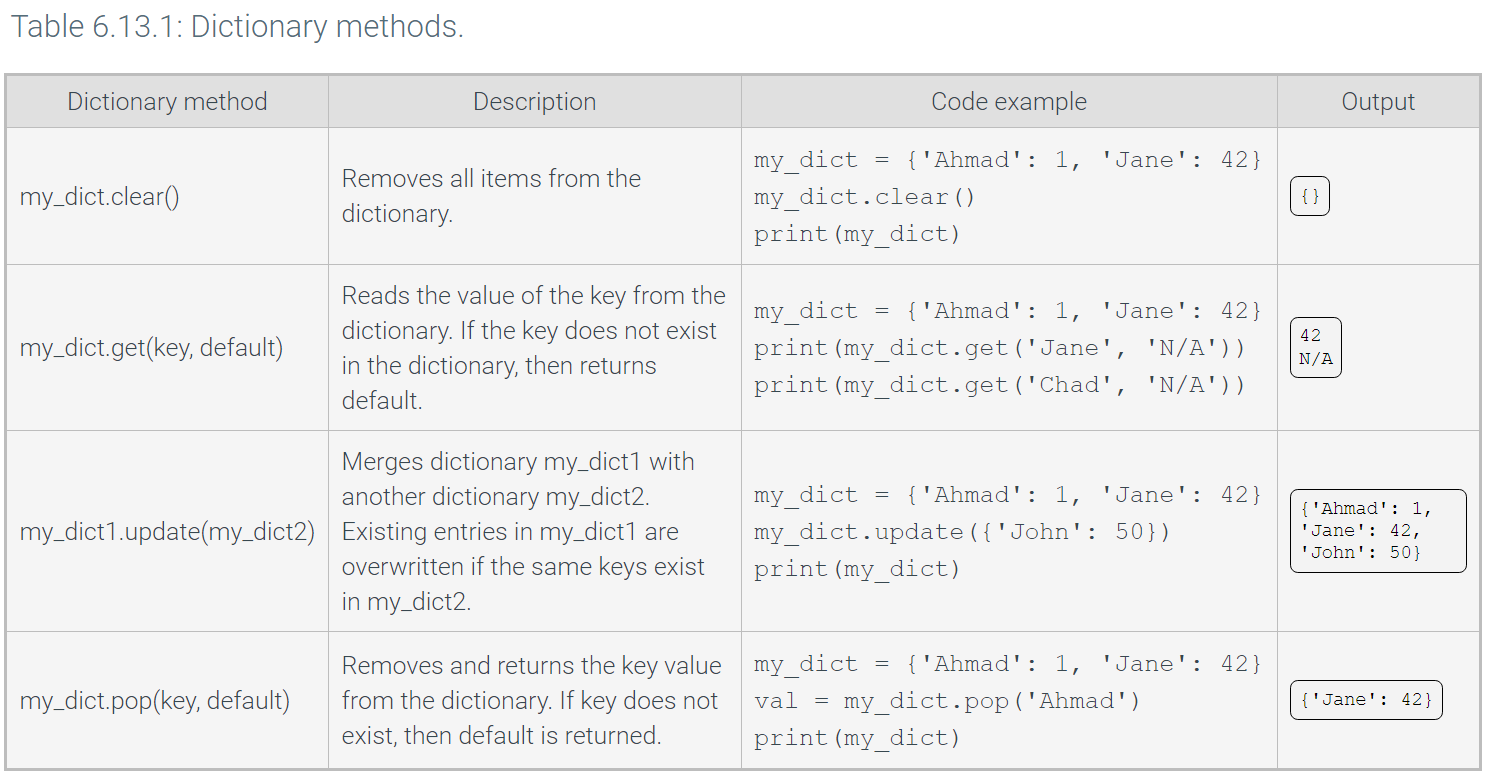 Table 6.13.1: Dictionary methods.
Dictionary method
Description
Code example
Output
my_dict.clear()
Removes all items from the
dictionary.
my_dict = {'Ahmad': 1, 'Jane': 42}
my_dict.clear()
print(my_dict)
{}
my_dict.get(key, default)
Reads the value of the key from the
dictionary. If the key does not exist
in the dictionary, then returns
default.
my_dict = {'Ahmad': 1, 'Jane': 42}
print(my_dict.get('Jane', 'N/A'))
print(my_dict.get('Chad', 'N/A'))
42
N/A
my_dict1.update(my_dict2)
Merges dictionary my_dict1 with
another dictionary my_dict2.
Existing entries in my_dict1 are
overwritten if the same keys exist
in my_dict2.
my_dict = {'Ahmad': 1, 'Jane': 42}
my_dict.update({'John': 50})
print(my_dict)
{'Ahmad': 1,
'Jane': 42,
'John': 50}
my_dict.pop(key, default)
Removes and returns the key value
from the dictionary. If key does not
exist, then default is returned.
my_dict = {'Ahmad': 1, 'Jane': 42}
val = my_dict.pop('Ahmad')
print(my_dict)
{'Jane': 42}